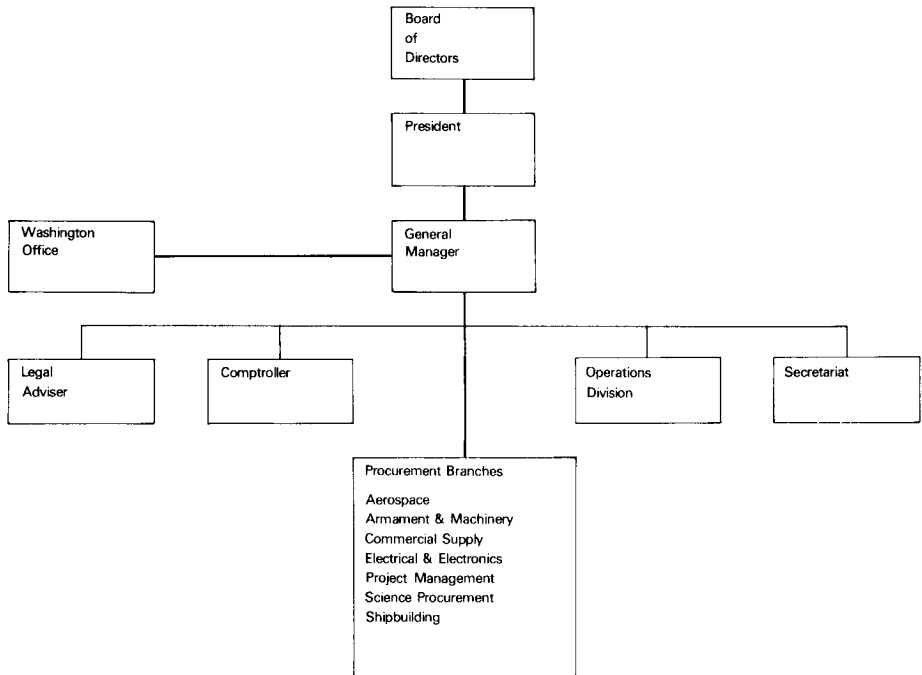 Board
of
Directors
President
General
Manager
Washington
Office
Legal
Adviser
Comptroller
Operations
Division
Secretariat
Procurement Branches
Aerospace
Armament & Machinery
Commercial Supply
Electrical & Electronics
Project Management
Science Procurement
Shipbuilding